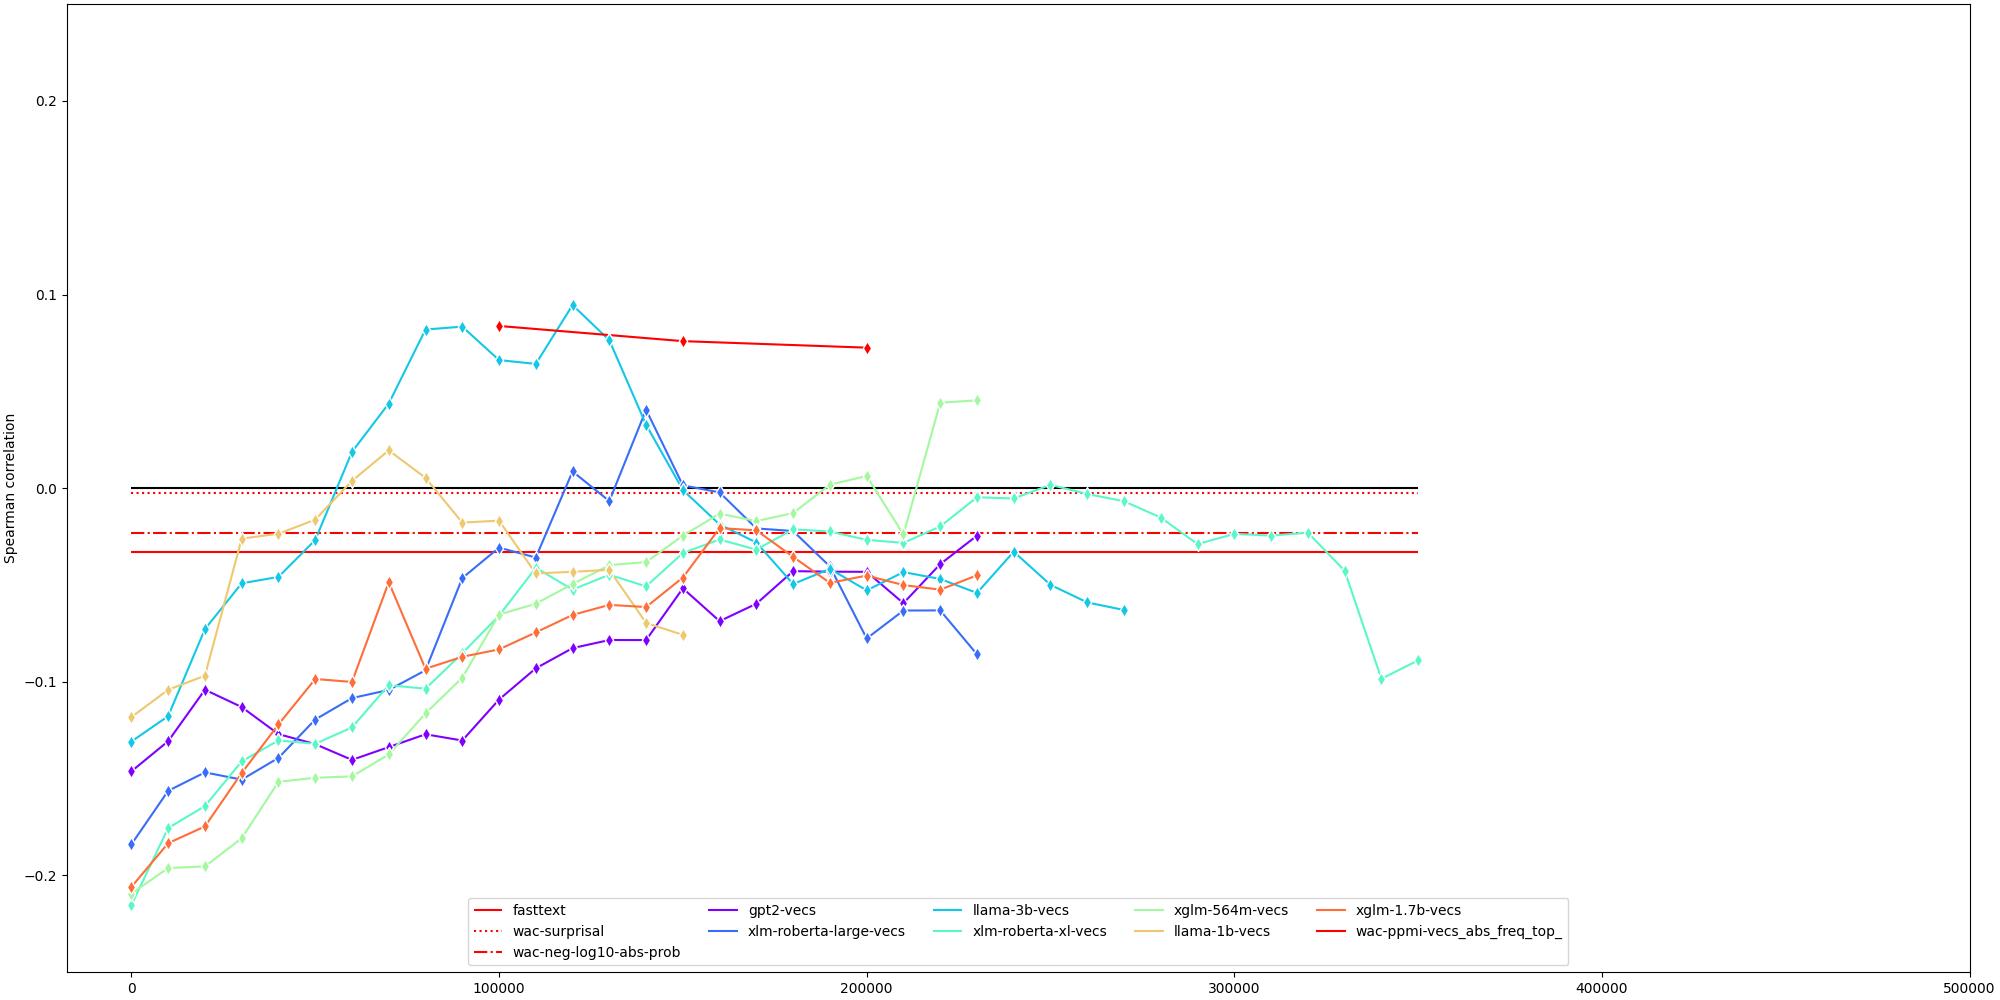 0.2
0.1
0.0
−0.1
−0.2
Spearman correlation
fasttext
wac-surprisal
wac-neg-log10-abs-prob
gpt2-vecs
xlm-roberta-large-vecs
llama-3b-vecs
xlm-roberta-xl-vecs
xglm-564m-vecs
llama-1b-vecs
xglm-1.7b-vecs
wac-ppmi-vecs_abs_freq_top_
0 100000 200000 300000 400000 500000